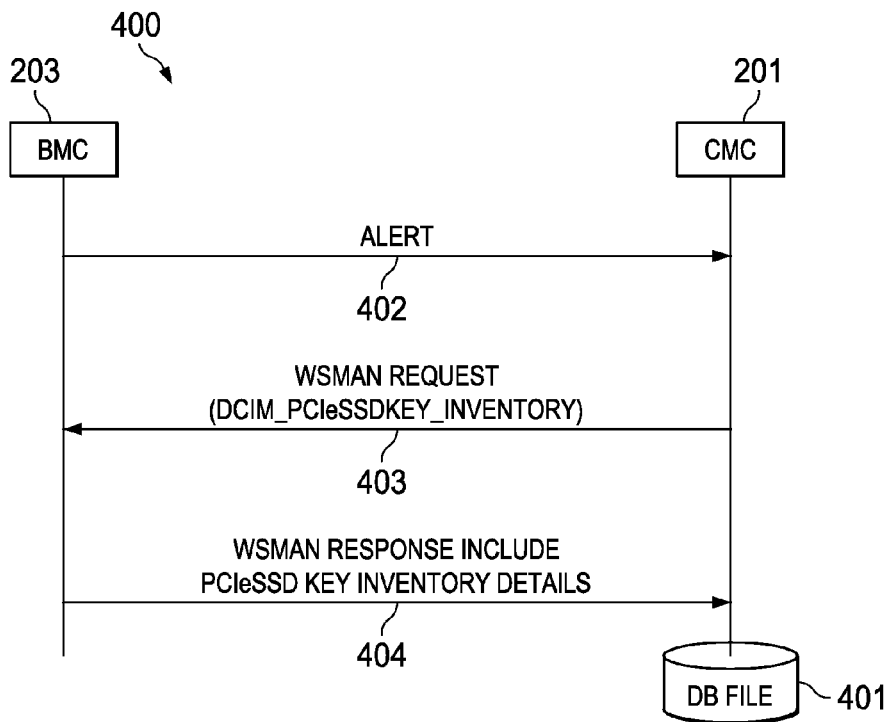 400
203
201
BMC
CMC
ALERT
402
WSMAN REQUEST
(DCIM_PCIeSSDKEY_INVENTORY)
403
WSMAN RESPONSE INCLUDE
PCIeSSD KEY INVENTORY DETAILS
404
DB FILE
401